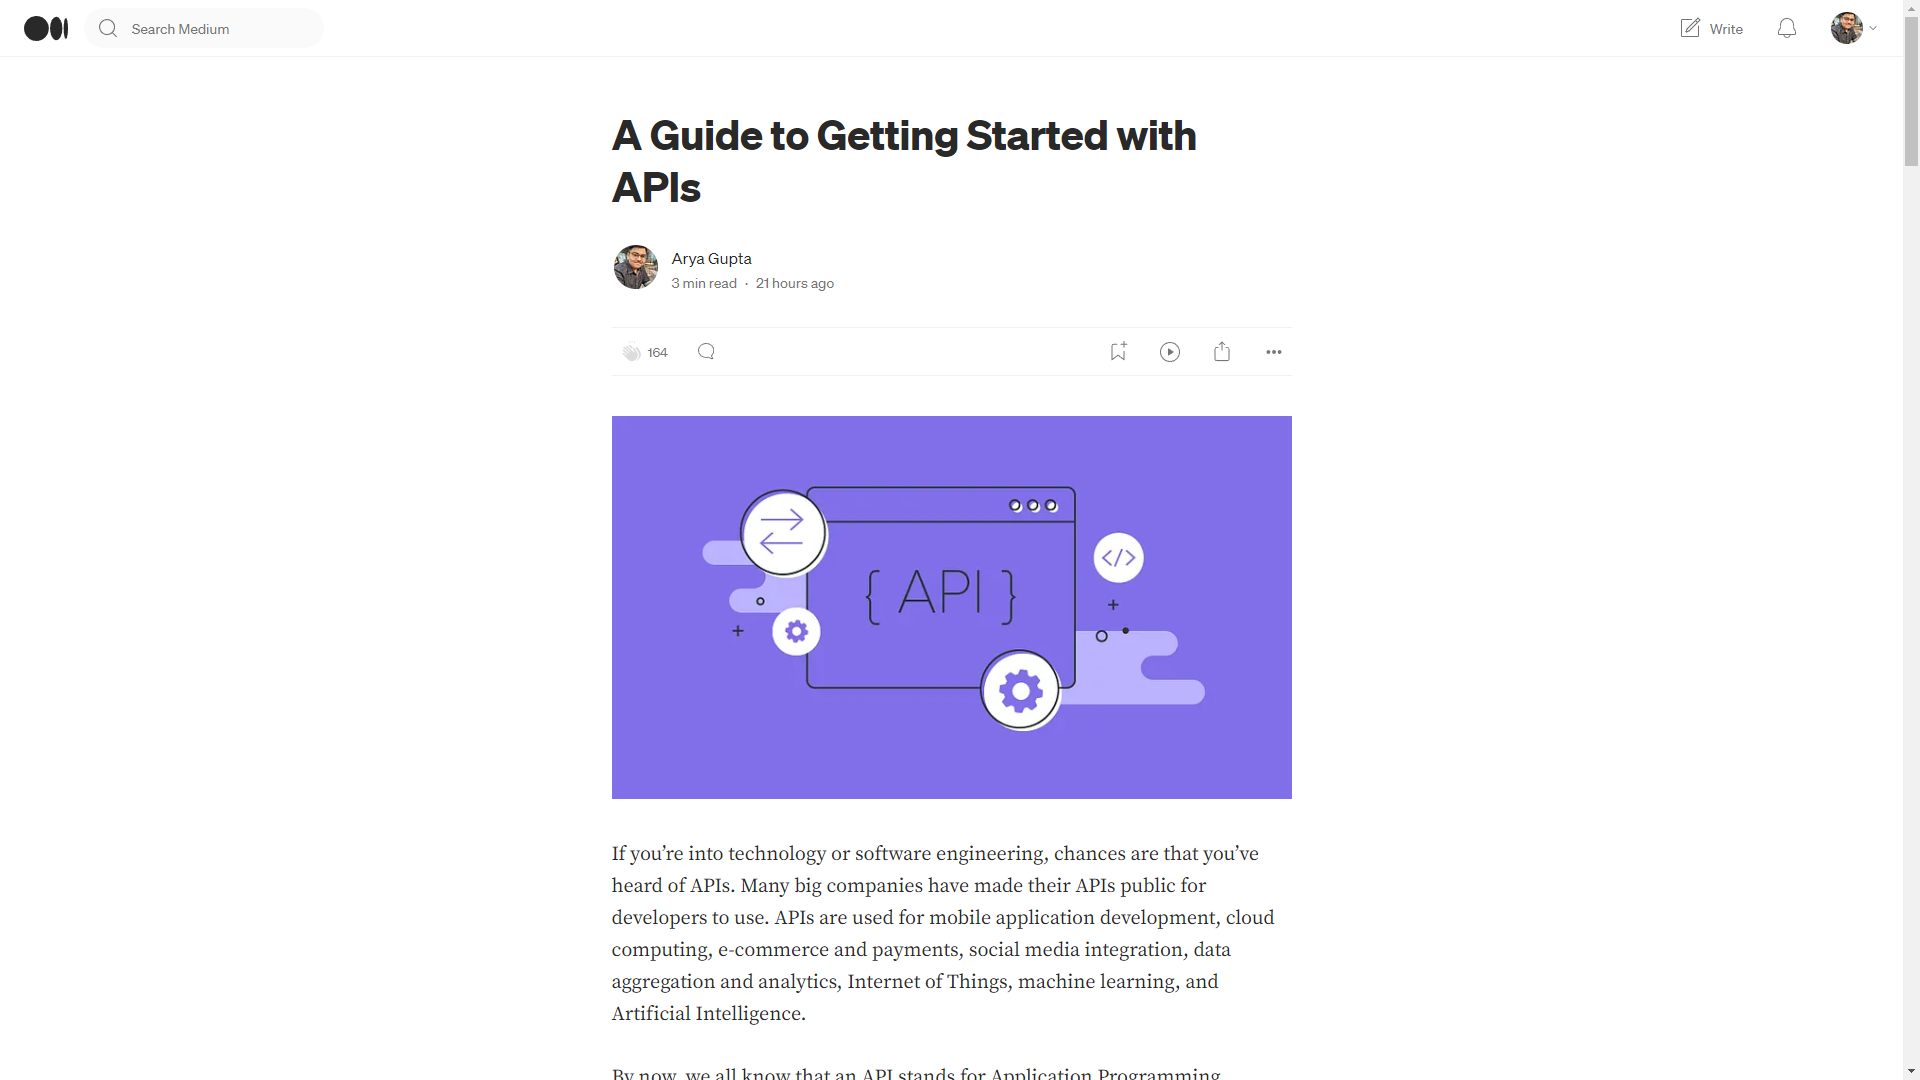 Search Medium
Write
A Guide to Getting Started with
APIs
Arya Gupta
3 min read · 21 hours ago
164
{ API }
</>
If you’re into technology or software engineering, chances are that you’ve
heard of APIs. Many big companies have made their APIs public for
developers to use. APIs are used for mobile application development, cloud
computing, e-commerce and payments, social media integration, data
aggregation and analytics, Internet of Things, machine learning, and
Artificial Intelligence.
By now, we all know that an API stands for Application Programming